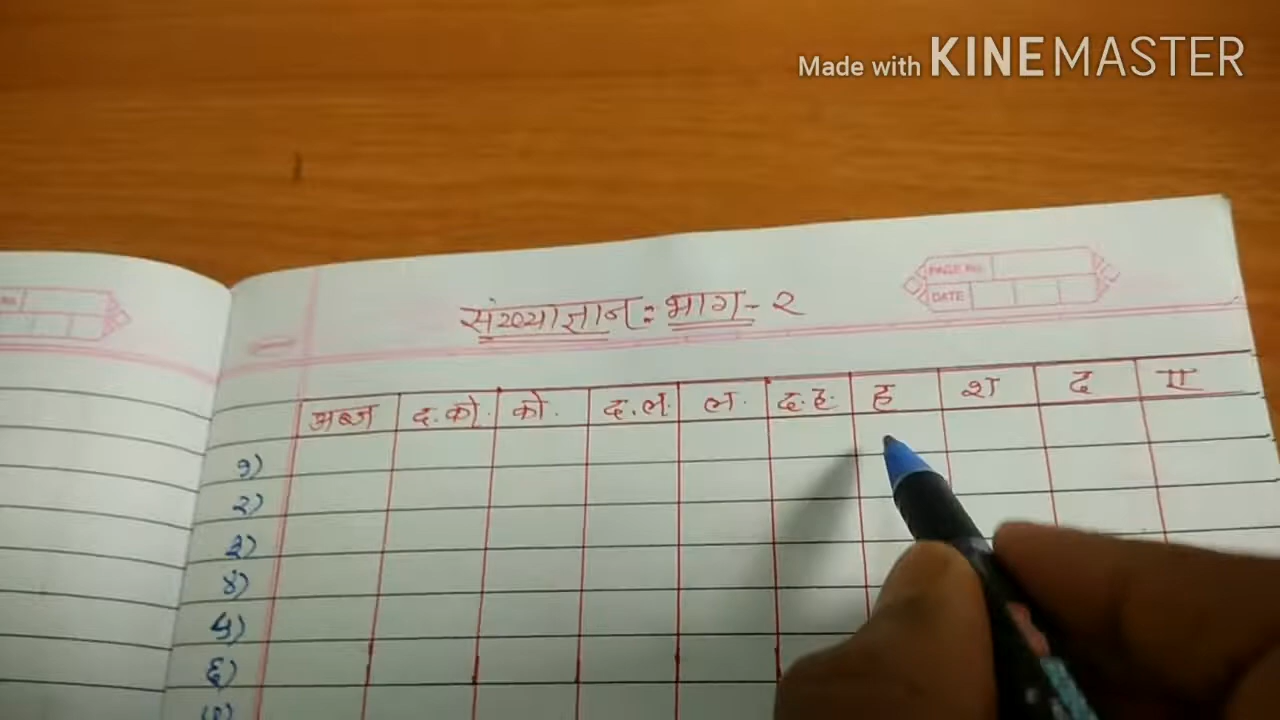 Made with KINEMASTER
PAGE No.
DATE
संख्याज्ञान : भाग - २
अब्ज द.को. को. द.ल. ल. द.ह. ह श द ए
१)
२)
३)
४)
५)
६)